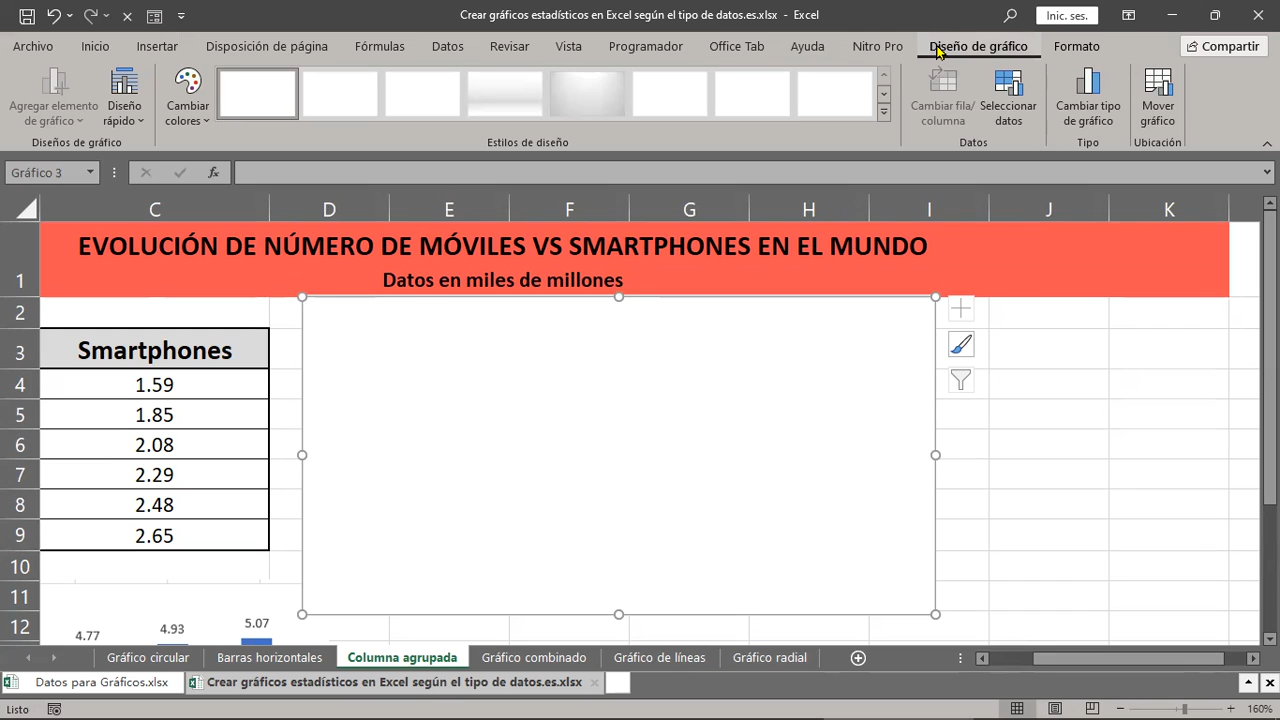 Crear gráficos estadísticos en Excel según el tipo de datos.es.xlsx - Excel
Inic. ses.
Archivo Inicio Insertar Disposición de página Fórmulas Datos Revisar Vista Programador Office Tab Ayuda Nitro Pro Diseño de gráfico Formato Compartir
Agregar elemento de gráfico
Diseño rápido
Cambiar colores
Cambiar fila/columna
Seleccionar datos
Cambiar tipo de gráfico
Mover gráfico
Diseños de gráfico Estilos de diseño Datos Tipo Ubicación
Gráfico 3 fx
C D E F G H I J K
EVOLUCIÓN DE NÚMERO DE MÓVILES VS SMARTPHONES EN EL MUNDO
1 Datos en miles de millones
2
3 Smartphones
4 1.59
5 1.85
6 2.08
7 2.29
8 2.48
9 2.65
10
11
12
4.77 4.93 5.07
Gráfico circular Barras horizontales Columna agrupada Gráfico combinado Gráfico de líneas Gráfico radial
Datos para Gráficos.xlsx Crear gráficos estadísticos en Excel según el tipo de datos.es.xlsx
Listo 160%